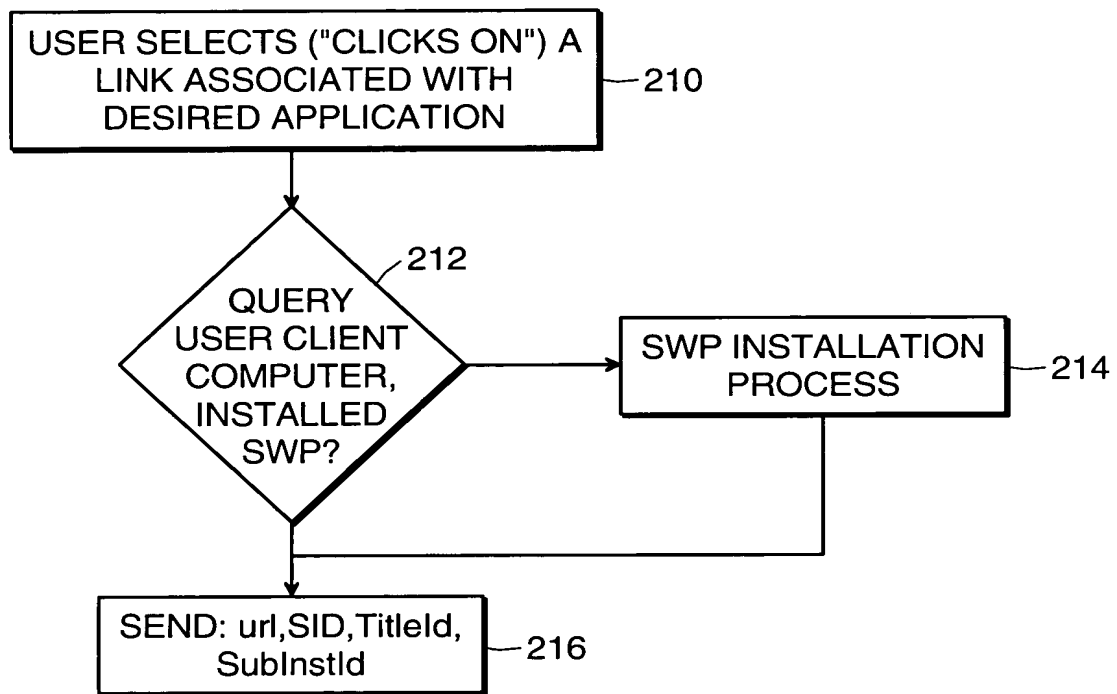 USER SELECTS ("CLICKS ON") A
LINK ASSOCIATED WITH
DESIRED APPLICATION
210
212
QUERY
USER CLIENT
COMPUTER,
INSTALLED
SWP?
SWP INSTALLATION
PROCESS
214
SEND: url,SID,TitleId,
SubInstId
216